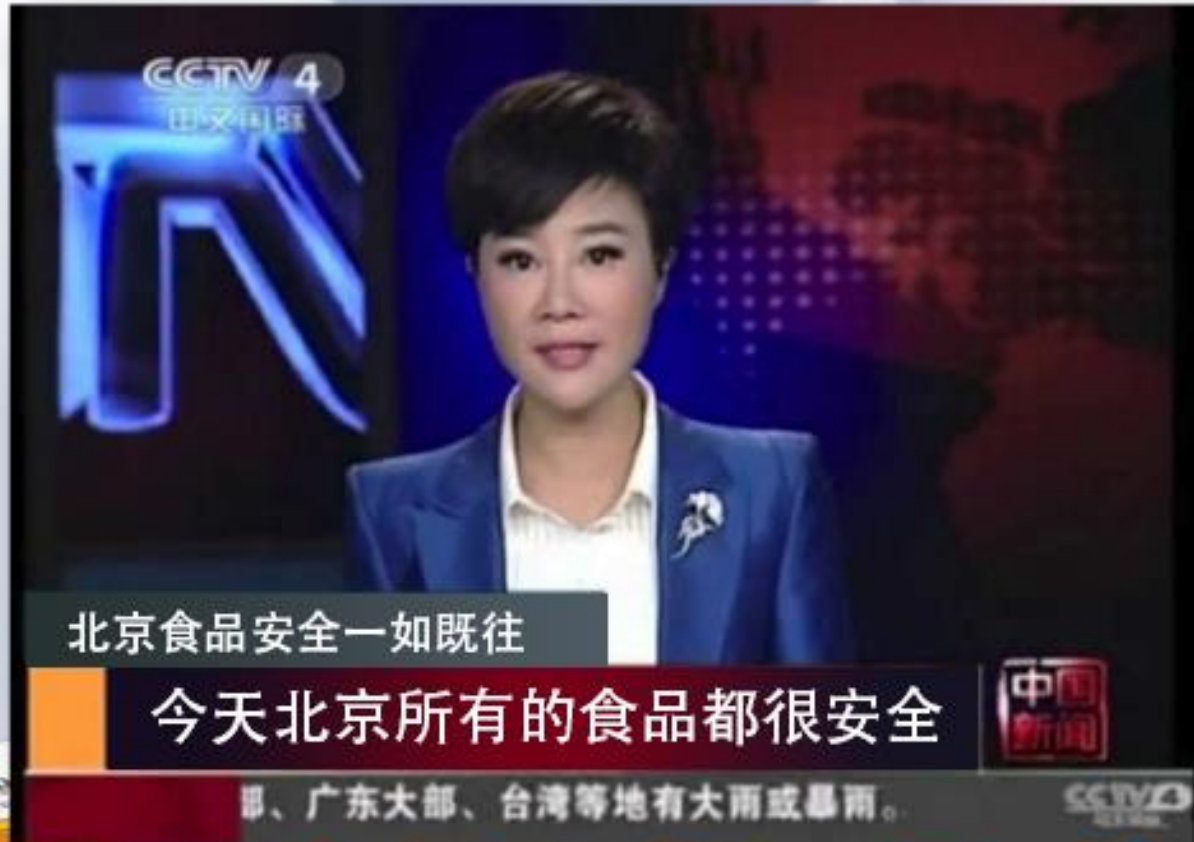 CCTV 4
中文国际
北京食品安全一如既往
今天北京所有的食品都很安全
中国
新闻
部、广东大部、台湾等地有大雨或暴雨。
CCTV 4